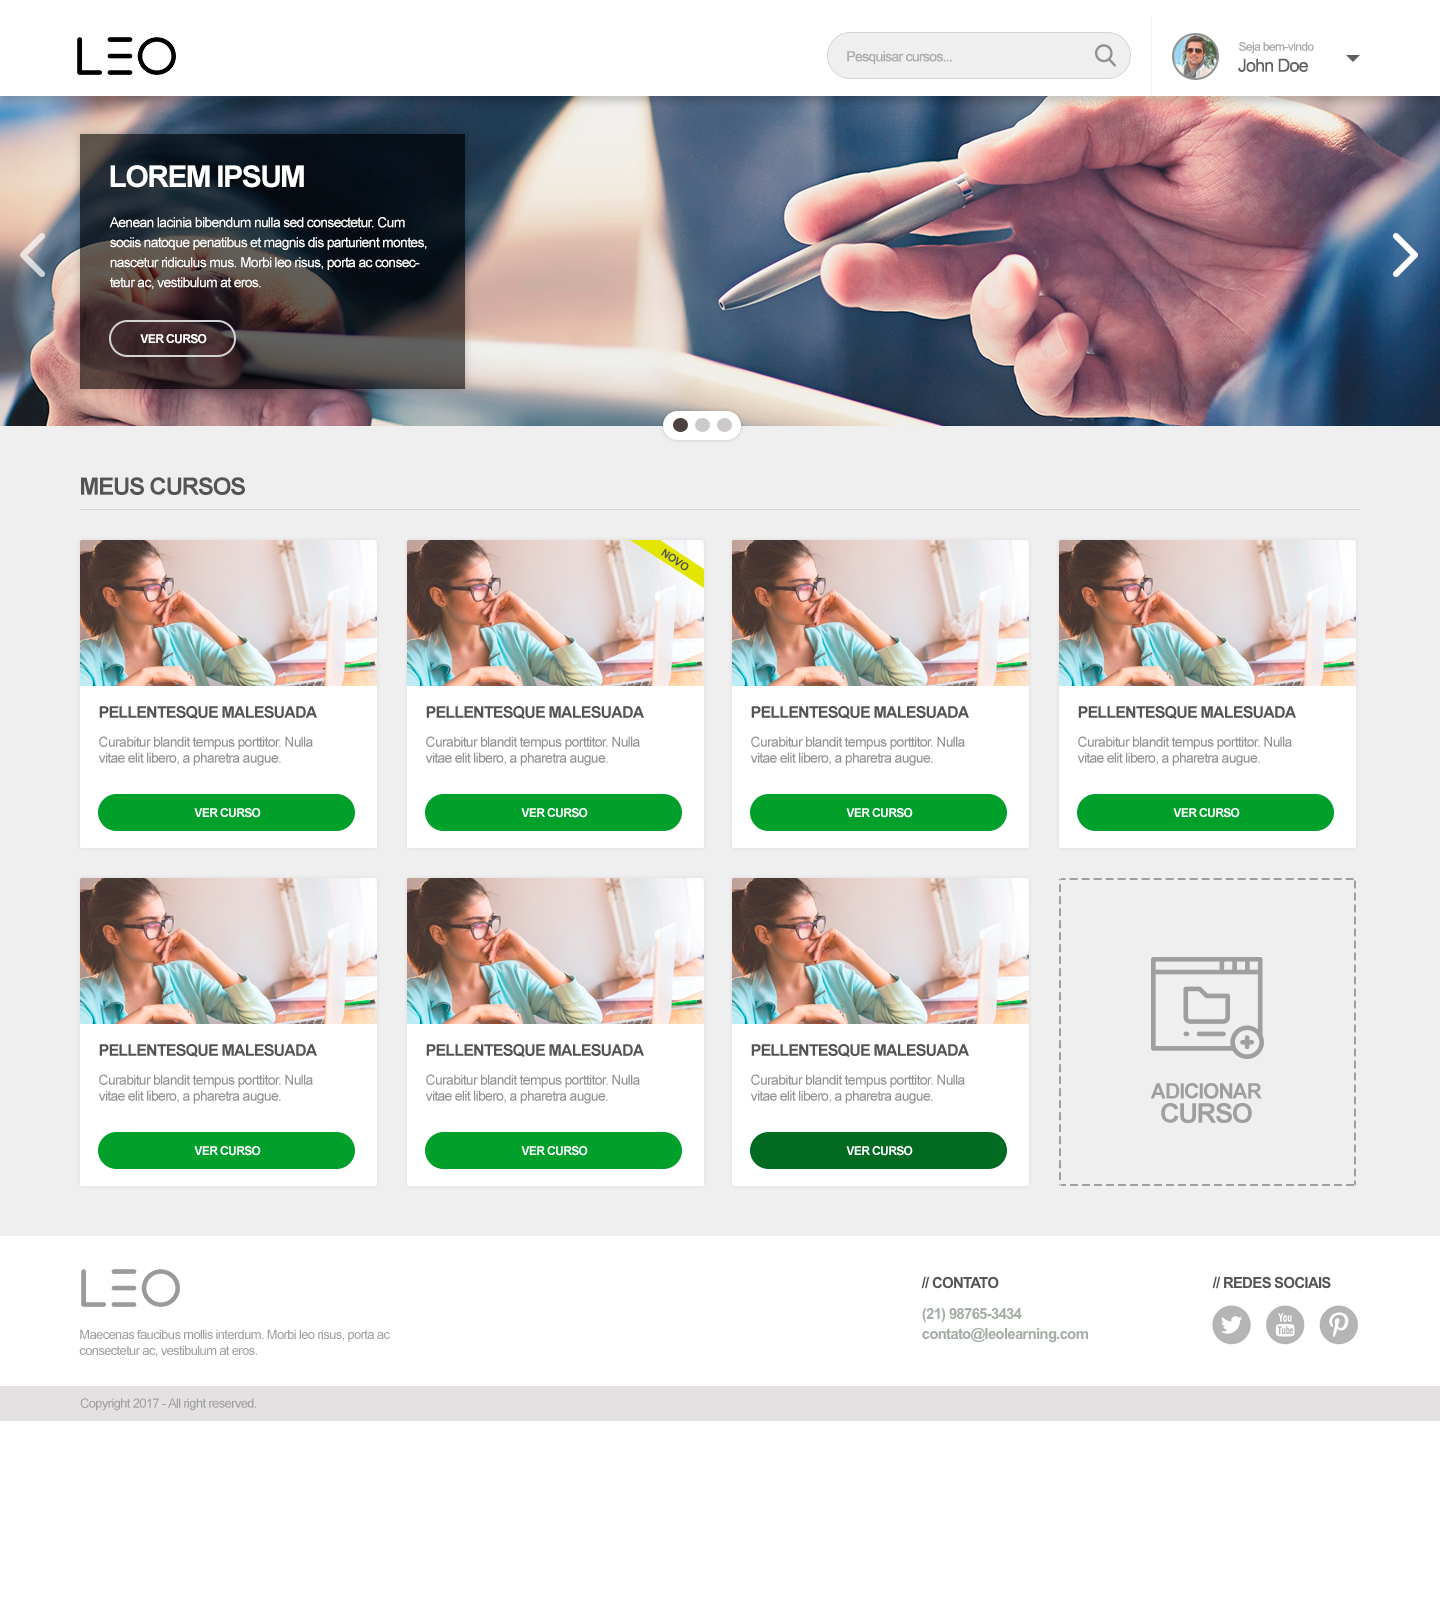 LEO
Pesquisar cursos...
Seja bem-vindo
John Doe
LOREM IPSUM
Aenean lacinia bibendum nulla sed consectetur. Cum
sociis natoque penatibus et magnis dis parturient montes,
nascetur ridiculus mus. Morbi leo risus, porta ac consec-
tetur ac, vestibulum at eros.
VER CURSO
MEUS CURSOS
PELLENTESQUE MALESUADA
Curabitur blandit tempus porttitor. Nulla
vitae elit libero, a pharetra augue.
VER CURSO
NOVO
PELLENTESQUE MALESUADA
Curabitur blandit tempus porttitor. Nulla
vitae elit libero, a pharetra augue.
VER CURSO
PELLENTESQUE MALESUADA
Curabitur blandit tempus porttitor. Nulla
vitae elit libero, a pharetra augue.
VER CURSO
PELLENTESQUE MALESUADA
Curabitur blandit tempus porttitor. Nulla
vitae elit libero, a pharetra augue.
VER CURSO
PELLENTESQUE MALESUADA
Curabitur blandit tempus porttitor. Nulla
vitae elit libero, a pharetra augue.
VER CURSO
PELLENTESQUE MALESUADA
Curabitur blandit tempus porttitor. Nulla
vitae elit libero, a pharetra augue.
VER CURSO
PELLENTESQUE MALESUADA
Curabitur blandit tempus porttitor. Nulla
vitae elit libero, a pharetra augue.
VER CURSO
ADICIONAR
CURSO
LEO
Maecenas faucibus mollis interdum. Morbi leo risus, porta ac
consectetur ac, vestibulum at eros.
// CONTATO
(21) 98765-3434
contato@leolearning.com
// REDES SOCIAIS
You
Tube
Copyright 2017 - All right reserved.